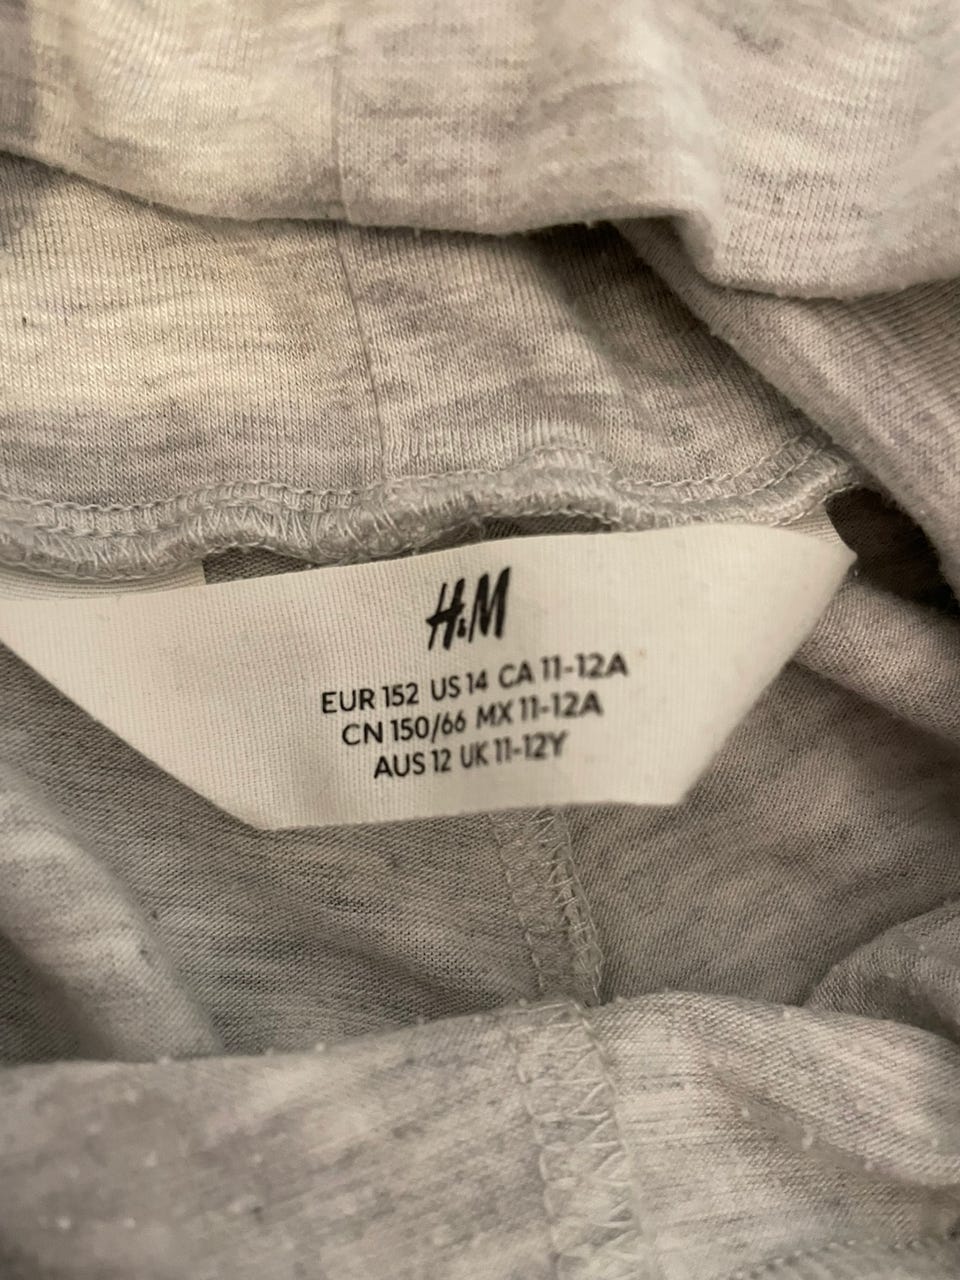 H&M
EUR 152 US 14 CA 11-12A
CN 150/66 MX 11-12A
AUS 12 UK 11-12Y